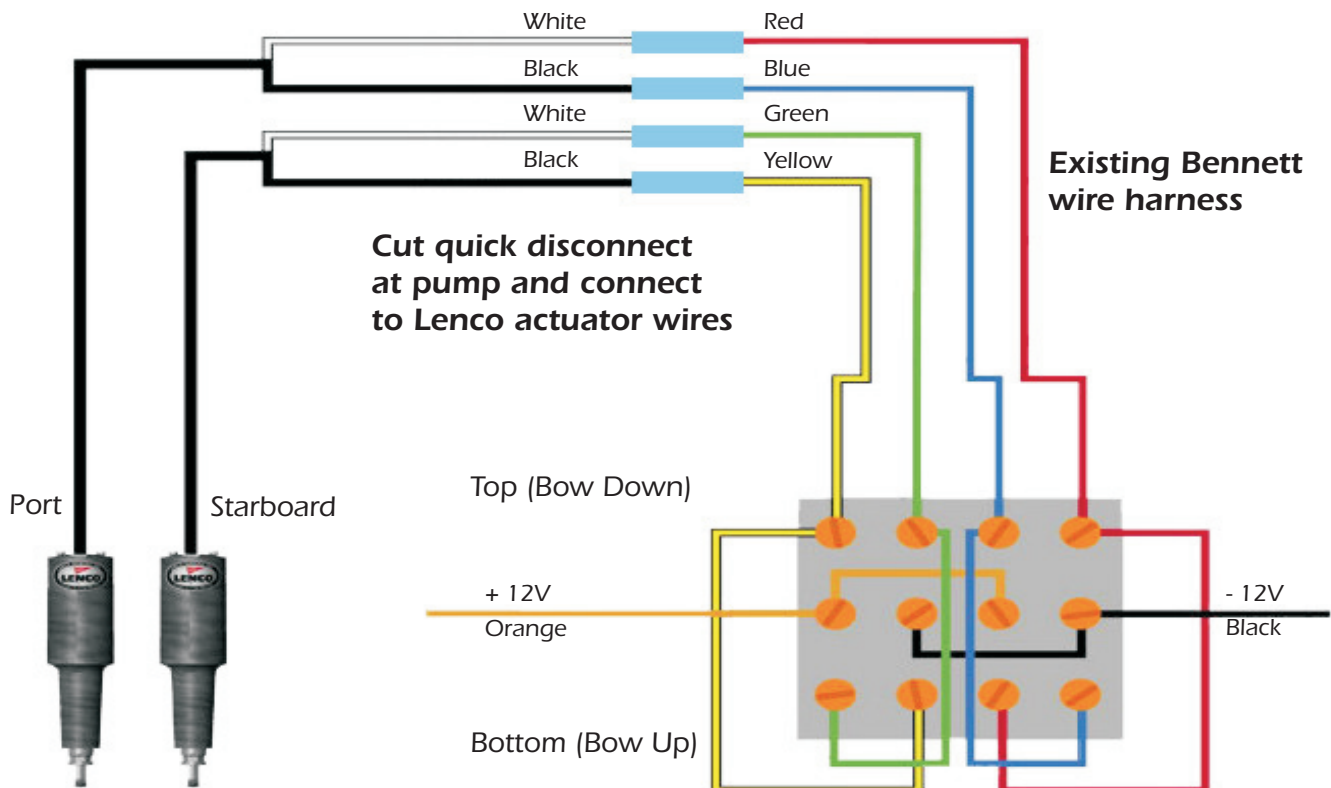 White
Red
Black
Blue
White
Green
Black
Yellow
Existing Bennett
wire harness
Cut quick disconnect
at pump and connect
to Lenco actuator wires
Top (Bow Down)
Port
Starboard
LENCO
LENCO
+ 12V
Orange
- 12V
Black
Bottom (Bow Up)